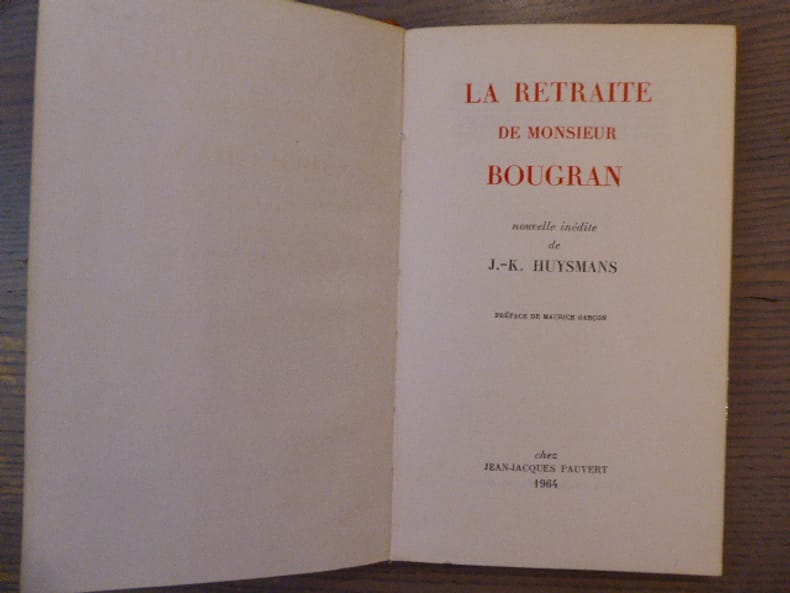 LA RETRAITE
DE MONSIEUR
BOUGRAN
nouvelle inédite
de
J.-K. HUYSMANS
PRÉFACE DE MAURICE GARÇON
chez
JEAN-JACQUES PAUVERT
1964